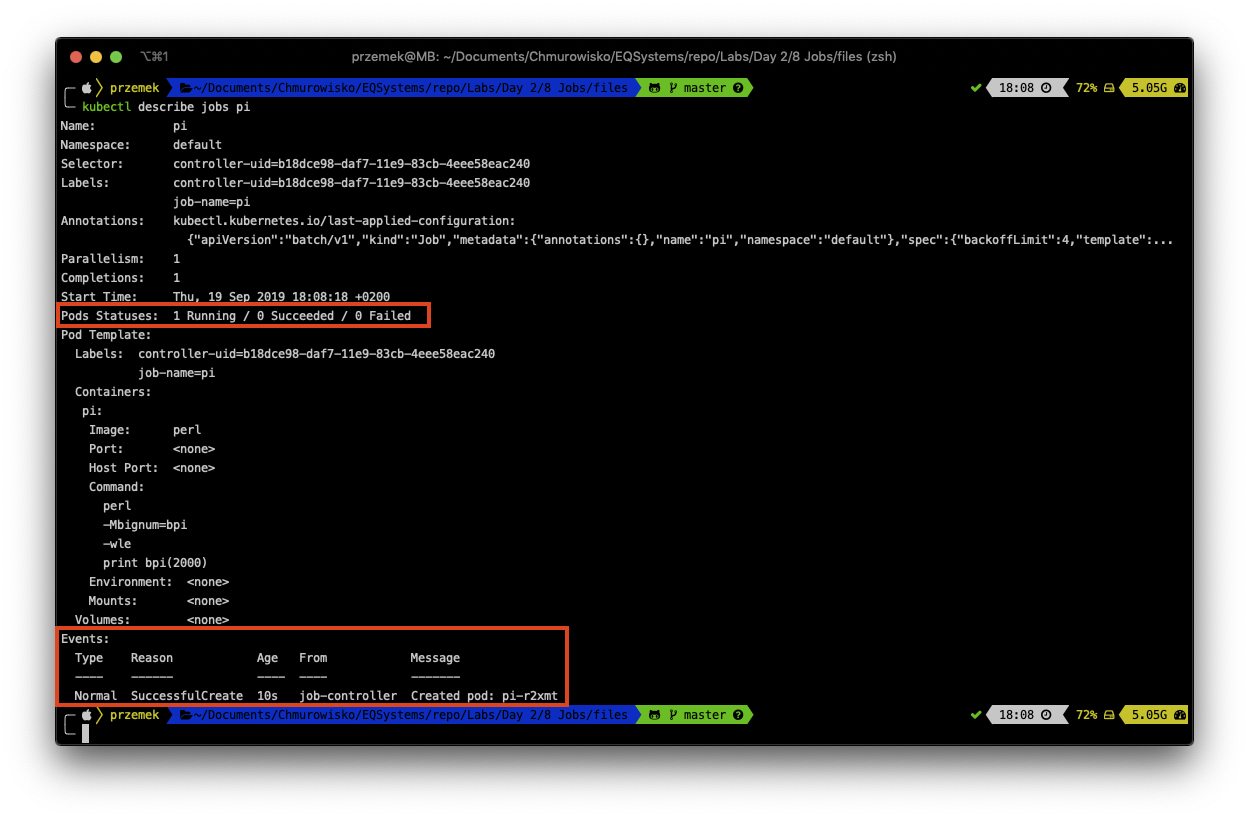 ⌥⌘1 przemek@MB: ~/Documents/Chmurowisko/EQSystems/repo/Labs/Day 2/8 Jobs/files (zsh)
przemek ~/Documents/Chmurowisko/EQSystems/repo/Labs/Day 2/8 Jobs/files master ? ✔ 18:08 72% 5.05G
kubectl describe jobs pi
Name: pi
Namespace: default
Selector: controller-uid=b18dce98-daf7-11e9-83cb-4eee58eac240
Labels: controller-uid=b18dce98-daf7-11e9-83cb-4eee58eac240
job-name=pi
Annotations: kubectl.kubernetes.io/last-applied-configuration:
{"apiVersion":"batch/v1","kind":"Job","metadata":{"annotations":{},"name":"pi","namespace":"default"},"spec":{"backoffLimit":4,"template":...
Parallelism: 1
Completions: 1
Start Time: Thu, 19 Sep 2019 18:08:18 +0200
Pods Statuses: 1 Running / 0 Succeeded / 0 Failed
Pod Template:
Labels: controller-uid=b18dce98-daf7-11e9-83cb-4eee58eac240
job-name=pi
Containers:
pi:
Image: perl
Port: <none>
Host Port: <none>
Command:
perl
-Mbignum=bpi
-wle
print bpi(2000)
Environment: <none>
Mounts: <none>
Volumes: <none>
Events:
Type Reason Age From Message
---- ------ ---- ---- -------
Normal SuccessfulCreate 10s job-controller Created pod: pi-r2xmt
przemek ~/Documents/Chmurowisko/EQSystems/repo/Labs/Day 2/8 Jobs/files master ? ✔ 18:08 72% 5.05G